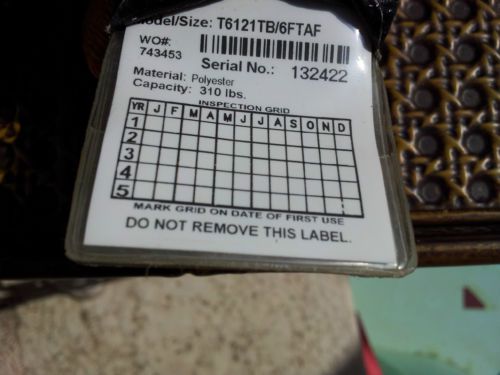 Model/Size: T6121TB/6FTAF
WO#:
743453
Serial No.: 132422
Material: Polyester
Capacity: 310 lbs.
INSPECTION GRID
YR J F M A M J J A S O N D
1
2
3
4
5
MARK GRID ON DATE OF FIRST USE
DO NOT REMOVE THIS LABEL.